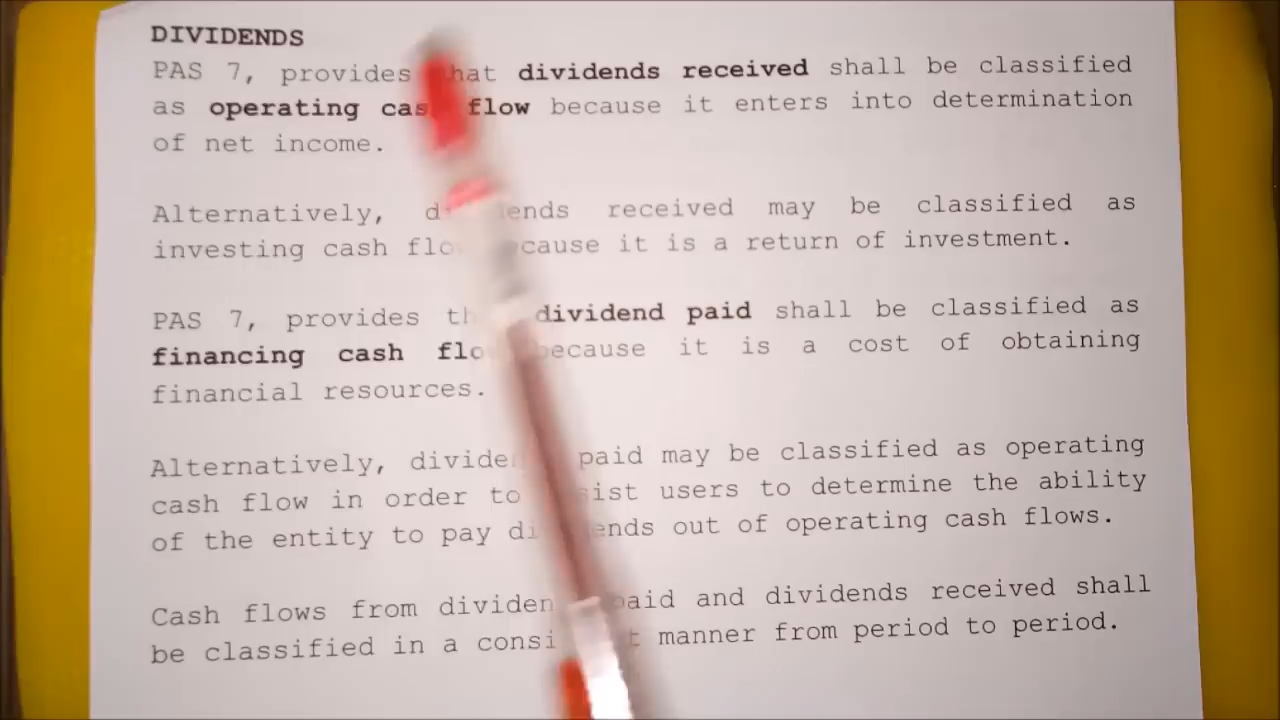 DIVIDENDS
PAS 7, provides that dividends received shall be classified
as operating cash flow because it enters into determination
of net income.
Alternatively, dividends received may be classified as
investing cash flow because it is a return of investment.
PAS 7, provides that dividend paid shall be classified as
financing cash flow because it is a cost of obtaining
financial resources.
Alternatively, dividend paid may be classified as operating
cash flow in order to assist users to determine the ability
of the entity to pay dividends out of operating cash flows.
Cash flows from dividend paid and dividends received shall
be classified in a consistent manner from period to period.